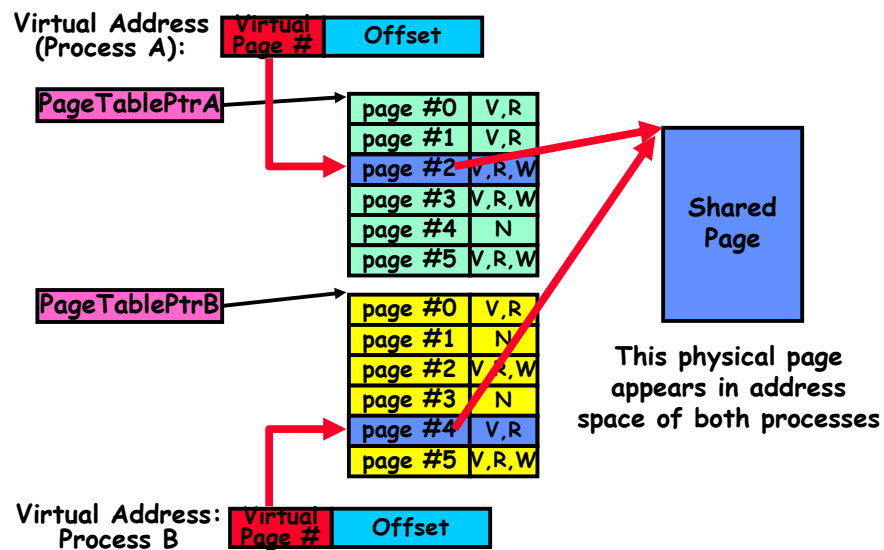 Virtual Address
(Process A):
Virtual
Page #
Offset
PageTablePtrA
page #0 V,R
page #1 V,R
page #2 V,R,W
page #3 V,R,W
page #4 N
page #5 V,R,W
Shared
Page
PageTablePtrB
page #0 V,R
page #1 N
page #2 V,R,W
page #3 N
page #4 V,R
page #5 V,R,W
This physical page
appears in address
space of both processes
Virtual Address:
Process B
Virtual
Page #
Offset